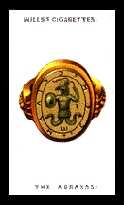 WILLS'S CIGARETTES.
THE ABRAXAS.